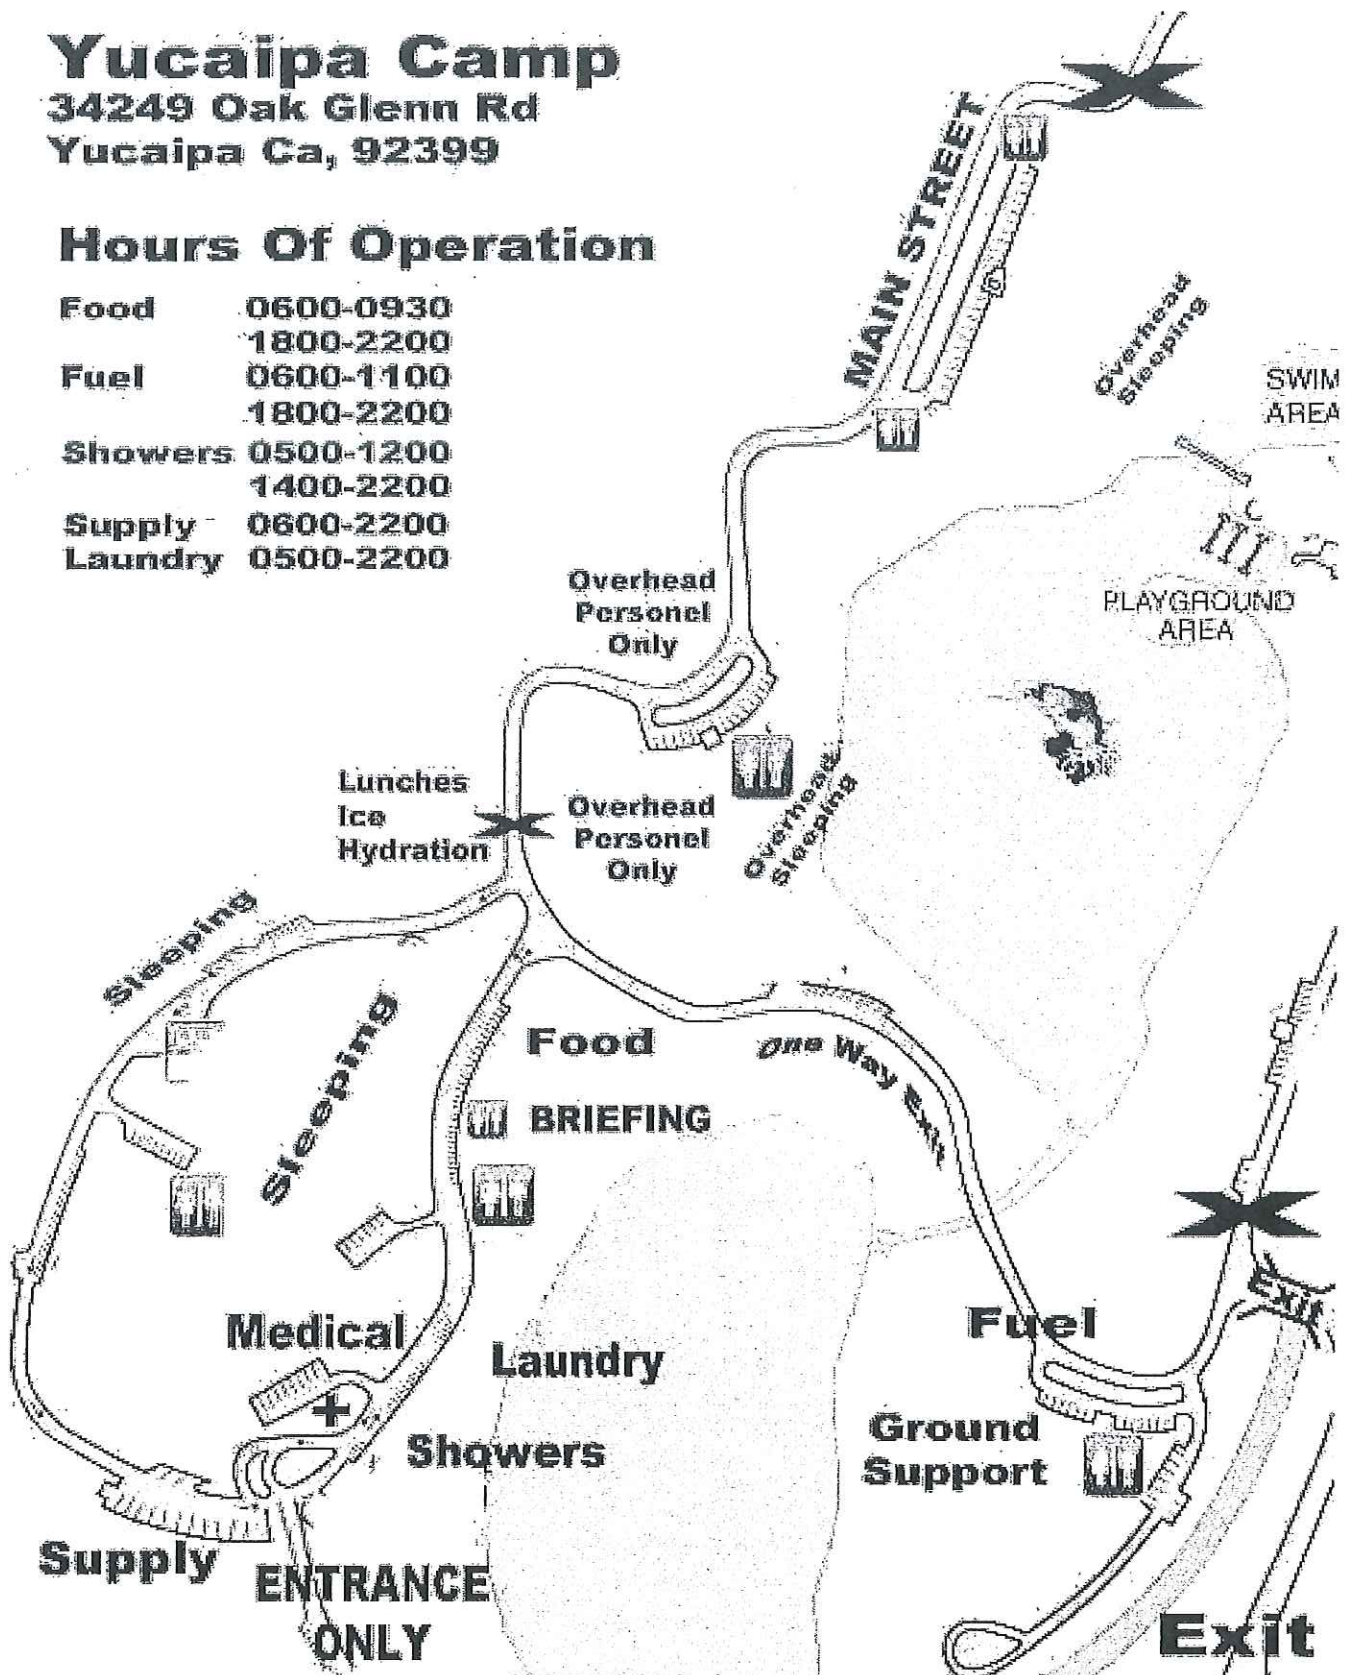 Yucaipa Camp
34249 Oak Glenn Rd
Yucaipa Ca, 92399
Hours Of Operation
Food 0600-0930
1800-2200
Fuel 0600-1100
1800-2200
Showers 0500-1200
1400-2200
Supply - 0600-2200
Laundry 0500-2200
MAIN STREET
Overhead
Sleeping
SWIM
AREA
PLAYGROUND
AREA
Overhead
Personel
Only
Lunches
Ice
Hydration
Overhead
Personel
Only
Overhead
Sleeping
Sleeping
Sleeping
Food
One Way Exit
BRIEFING
Medical
Laundry
Fuel
Exit
Showers
Ground
Support
Supply
ENTRANCE
ONLY
Exit